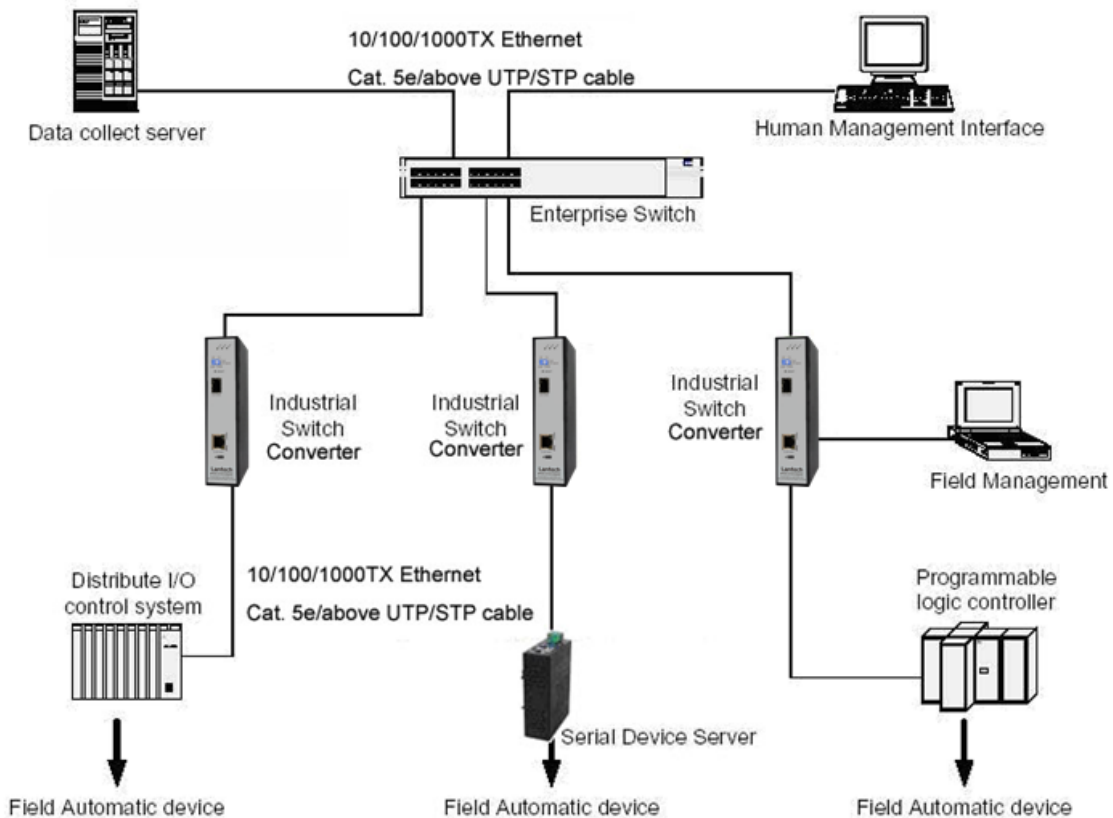 10/100/1000TX Ethernet
Cat. 5e/above UTP/STP cable
Data collect server
Human Management Interface
Enterprise Switch
Industrial
Switch
Converter
Industrial
Switch
Converter
Industrial
Switch
Converter
Lantech
Lantech
Lantech
Field Management
Distribute I/O
control system
10/100/1000TX Ethernet
Cat. 5e/above UTP/STP cable
Programmable
logic controller
Serial Device Server
Field Automatic device
Field Automatic device
Field Automatic device